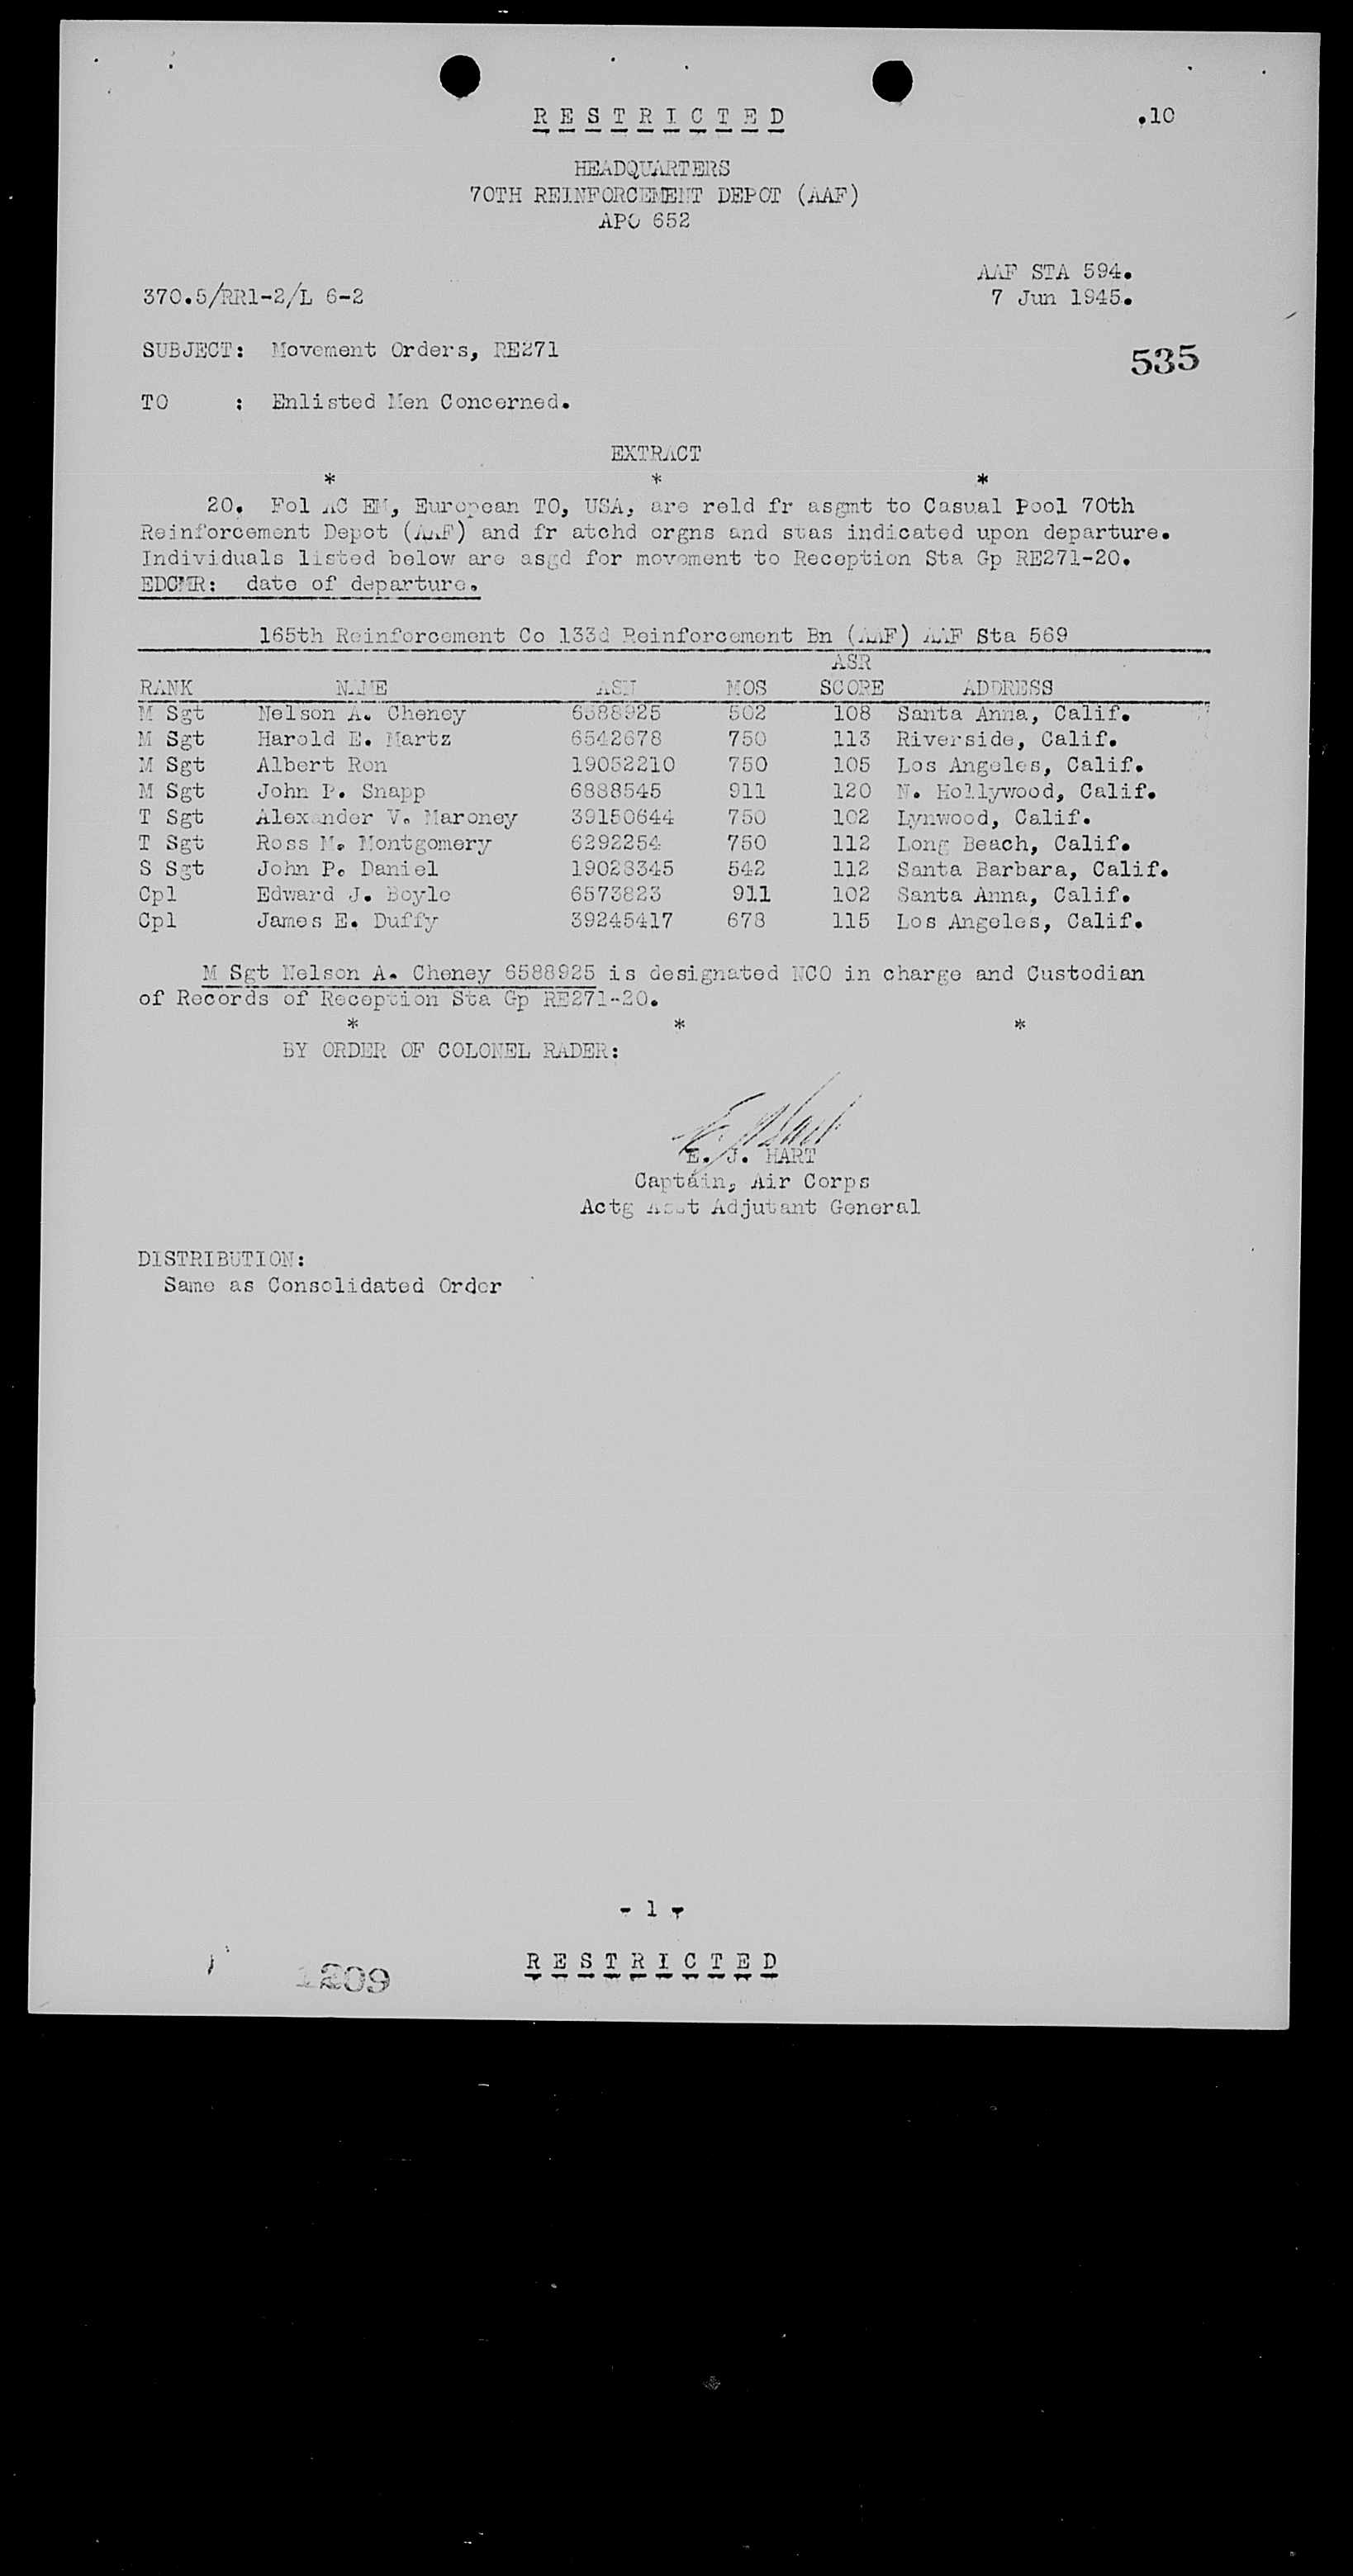 R E S T R I C T E D .10
HEADQUARTERS
70TH REINFORCEMENT DEPOT (AAF)
APO 652
AAF STA 594.
370.5/RR1-2/L 6-2 7 Jun 1945.
SUBJECT: Movement Orders, RE271
535
TO : Enlisted Men Concerned.
EXTRACT
* * *
20. Fol AC EM, European TO, USA, are reld fr asgmt to Casual Pool 70th
Reinforcement Depot (AAF) and fr atchd orgns and stas indicated upon departure.
Individuals listed below are asgd for movement to Reception Sta Gp RE271-20.
EDCMR: date of departure.
165th Reinforcement Co 133d Reinforcement Bn (AAF) AAF Sta 569
ASR
RANK NAME ASN MOS SCORE ADDRESS
M Sgt Nelson A. Cheney 6588925 502 108 Santa Anna, Calif.
M Sgt Harold E. Martz 6542678 750 113 Riverside, Calif.
M Sgt Albert Ron 19052210 750 105 Los Angeles, Calif.
M Sgt John P. Snapp 6888545 911 120 N. Hollywood, Calif.
T Sgt Alexander V. Maroney 39150644 750 102 Lynwood, Calif.
T Sgt Ross M. Montgomery 6292254 750 112 Long Beach, Calif.
S Sgt John P. Daniel 19028345 542 112 Santa Barbara, Calif.
Cpl Edward J. Boyle 6573823 911 102 Santa Anna, Calif.
Cpl James E. Duffy 39245417 678 115 Los Angeles, Calif.
M Sgt Nelson A. Cheney 6588925 is designated NCO in charge and Custodian
of Records of Reception Sta Gp RE271-20.
* * *
BY ORDER OF COLONEL RADER:
E. J. HART
Captain, Air Corps
Actg Asst Adjutant General
DISTRIBUTION:
Same as Consolidated Order
- 1 -
1209 R E S T R I C T E D